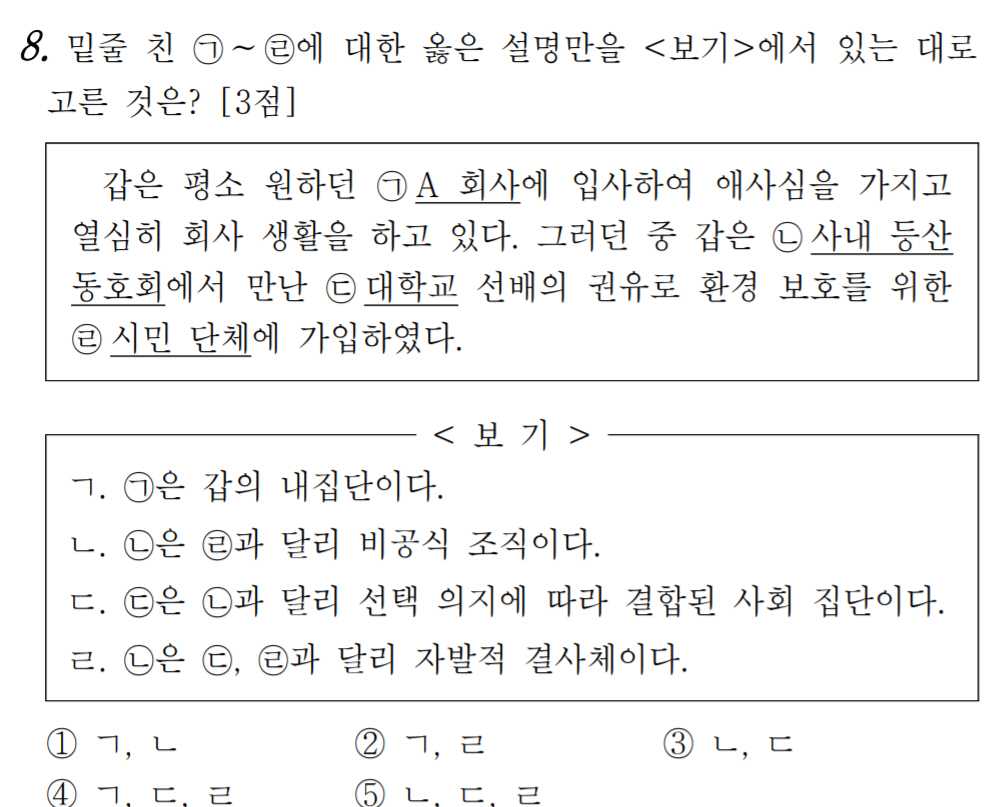 8. 밑줄 친 ㉠~㉣에 대한 옳은 설명만을 <보기>에서 있는 대로
고른 것은? [3점]
갑은 평소 원하던 ㉠A 회사에 입사하여 애사심을 가지고
열심히 회사 생활을 하고 있다. 그러던 중 갑은 ㉡사내 등산
동호회에서 만난 ㉢대학교 선배의 권유로 환경 보호를 위한
㉣시민 단체에 가입하였다.
< 보 기 >
ㄱ. ㉠은 갑의 내집단이다.
ㄴ. ㉡은 ㉣과 달리 비공식 조직이다.
ㄷ. ㉢은 ㉡과 달리 선택 의지에 따라 결합된 사회 집단이다.
ㄹ. ㉡은 ㉢, ㉣과 달리 자발적 결사체이다.
① ㄱ, ㄴ ② ㄱ, ㄹ ③ ㄴ, ㄷ
④ ㄱ, ㄷ, ㄹ ⑤ ㄴ, ㄷ, ㄹ